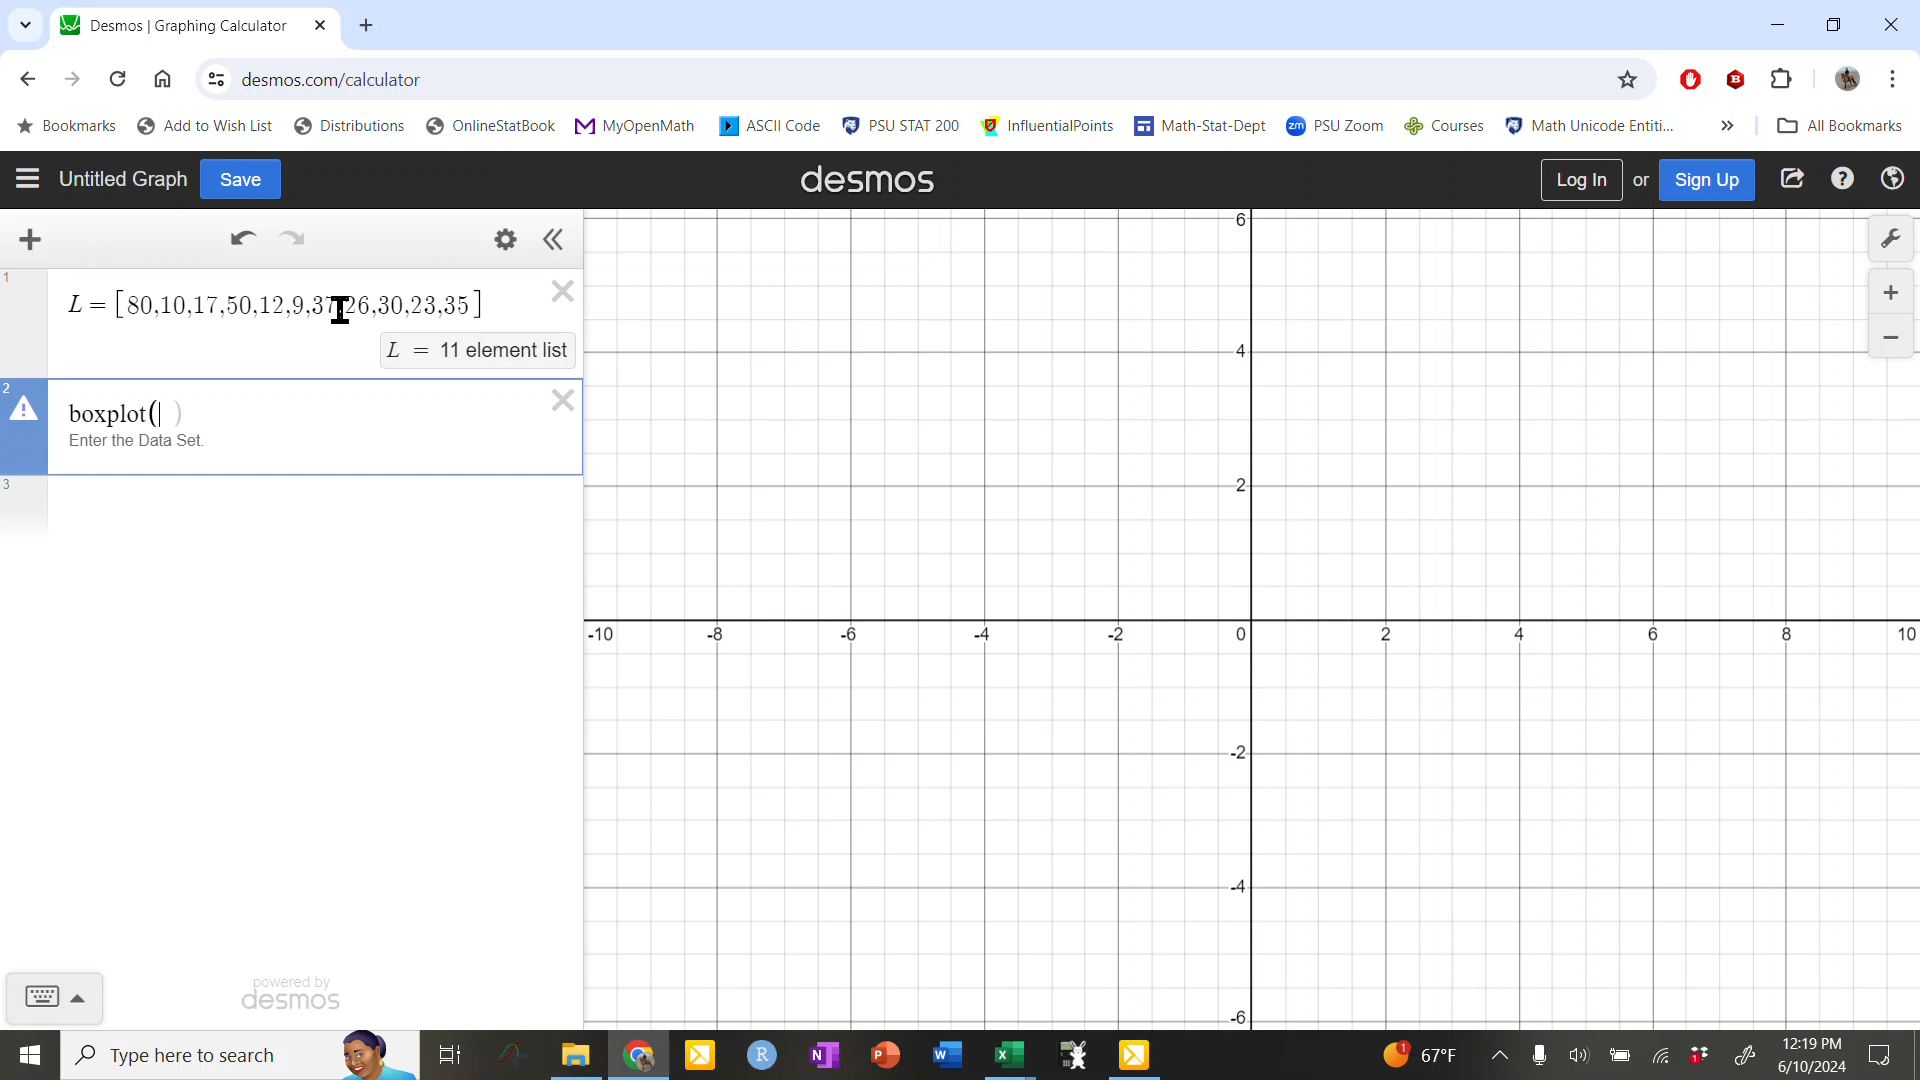 Desmos | Graphing Calculator
desmos.com/calculator
Bookmarks Add to Wish List Distributions OnlineStatBook MyOpenMath ASCII Code PSU STAT 200 InfluentialPoints Math-Stat-Dept PSU Zoom Courses Math Unicode Entiti... » All Bookmarks
Untitled Graph Save desmos Log In or Sign Up
1
L = [80,10,17,50,12,9,37,26,30,23,35]
L = 11 element list
2
boxplot( )
Enter the Data Set.
3
6
4
2
-10 -8 -6 -4 -2 0 2 4 6 8 10
-2
-4
-6
powered by
desmos
Type here to search
67°F
12:19 PM
6/10/2024